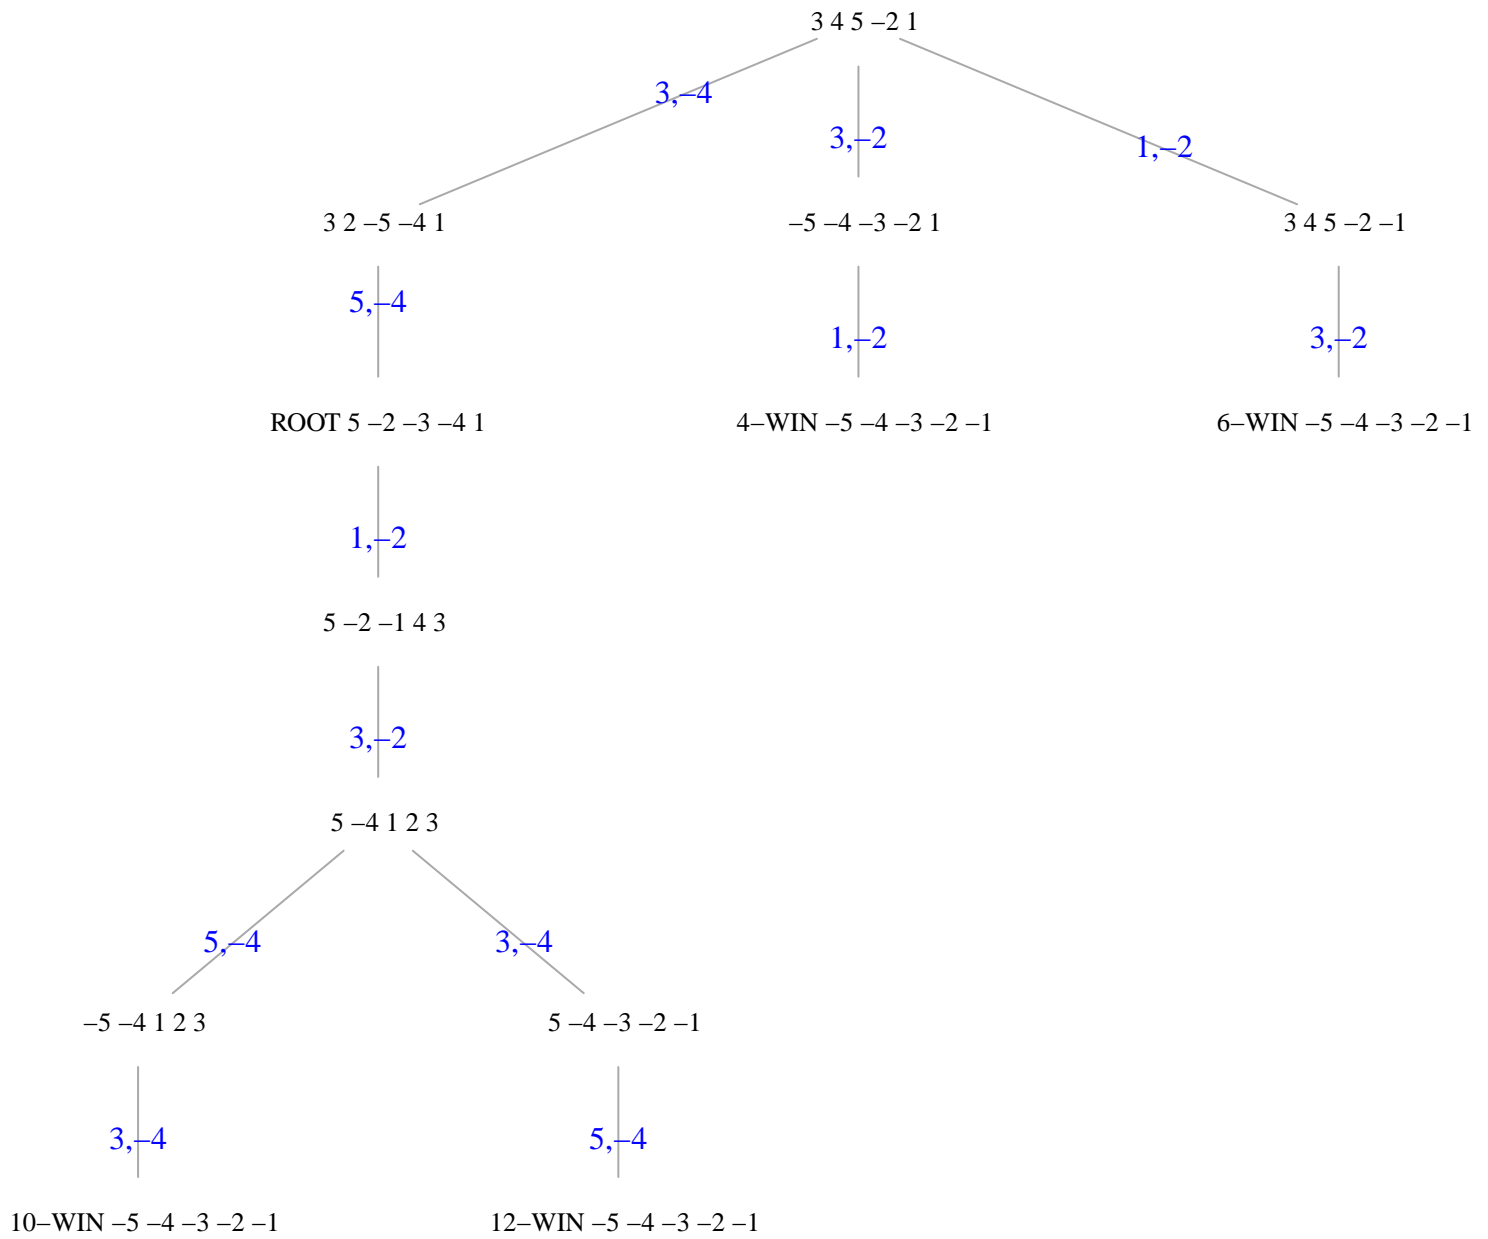 3 4 5 –2 1
3,–4
3,–2
1,–2
3 2 –5 –4 1
–5 –4 –3 –2 1
3 4 5 –2 –1
5,–4
1,–2
3,–2
ROOT 5 –2 –3 –4 1
4–WIN –5 –4 –3 –2 –1
6–WIN –5 –4 –3 –2 –1
1,–2
5 –2 –1 4 3
3,–2
5 –4 1 2 3
5,–4
3,–4
–5 –4 1 2 3
5 –4 –3 –2 –1
3,–4
5,–4
10–WIN –5 –4 –3 –2 –1
12–WIN –5 –4 –3 –2 –1